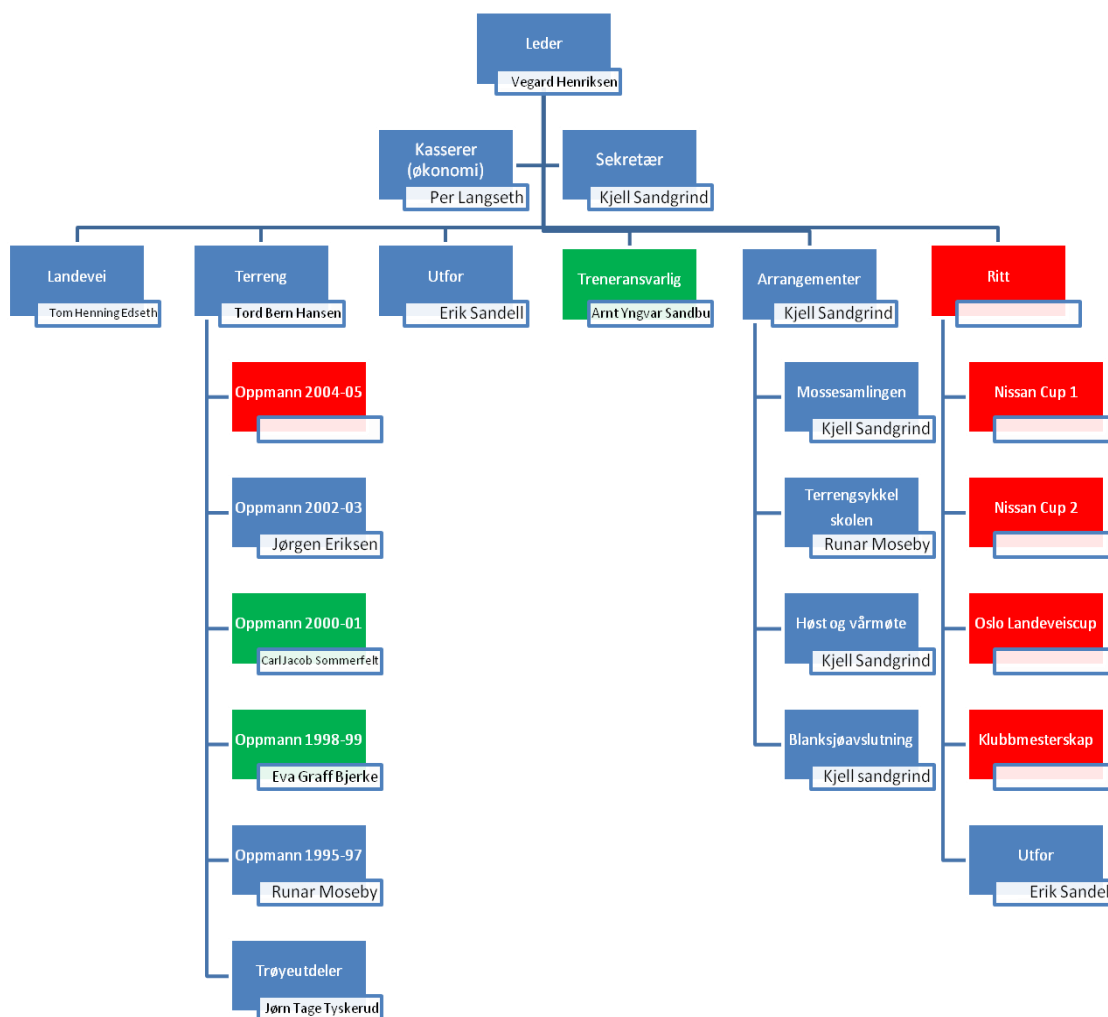 Leder
Vegard Henriksen
Kasserer
(økonomi)
Per Langseth
Sekretær
Kjell Sandgrind
Landevei
Tom Henning Edseth
Terreng
Tord Bern Hansen
Utfor
Erik Sandell
Treneransvarlig
Arnt Yngvar Sandbu
Arrangementer
Kjell Sandgrind
Ritt
Oppmann 2004-05
Oppmann 2002-03
Jørgen Eriksen
Oppmann 2000-01
Carl Jacob Sommerfelt
Oppmann 1998-99
Eva Graff Bjerke
Oppmann 1995-97
Runar Moseby
Trøyeutdeler
Jørn Tage Tyskerud
Mossesamlingen
Kjell Sandgrind
Terrengsykkel
skolen
Runar Moseby
Høst og vårmøte
Kjell Sandgrind
Blanksjøavslutning
Kjell sandgrind
Nissan Cup 1
Nissan Cup 2
Oslo Landeveiscup
Klubbmesterskap
Utfor
Erik Sandel